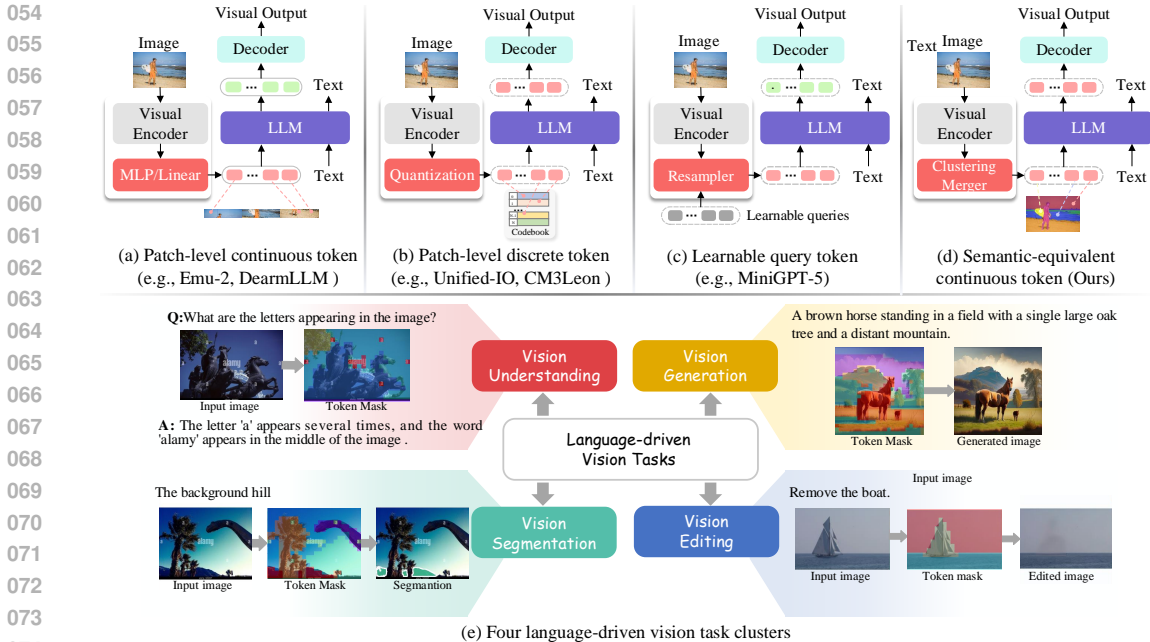 054
055
056
057
058
059
060
061
062
063
064
065
066
067
068
069
070
071
072
073
Visual Output
Image
Decoder
Text
Visual
Encoder
LLM
MLP/Linear
Text
(a) Patch-level continuous token
(e.g., Emu-2, DearmLLM )
Visual Output
Image
Decoder
Text
Visual
Encoder
LLM
Quantization
Text
Codebook
(b) Patch-level discrete token
(e.g., Unified-IO, CM3Leon )
Visual Output
Image
Decoder
Text
Visual
Encoder
LLM
Resampler
Text
Learnable queries
(c) Learnable query token
(e.g., MiniGPT-5)
Visual Output
Text
Image
Decoder
Text
Visual
Encoder
LLM
Clustering
Merger
Text
(d) Semantic-equivalent
continuous token (Ours)
Q:What are the letters appearing in the image?
alamy
alamy
Input image
Token Mask
A: The letter 'a' appears several times, and the word
'alamy' appears in the middle of the image .
Vision
Understanding
Vision
Generation
A brown horse standing in a field with a single large oak
tree and a distant mountain.
Token Mask
Generated image
Language-driven
Vision Tasks
The background hill
alamy
alamy
alamy
Input image
Token Mask
Segmantion
Vision
Segmentation
Vision
Editing
Input image
Remove the boat.
Input image
Token mask
Edited image
(e) Four language-driven vision task clusters